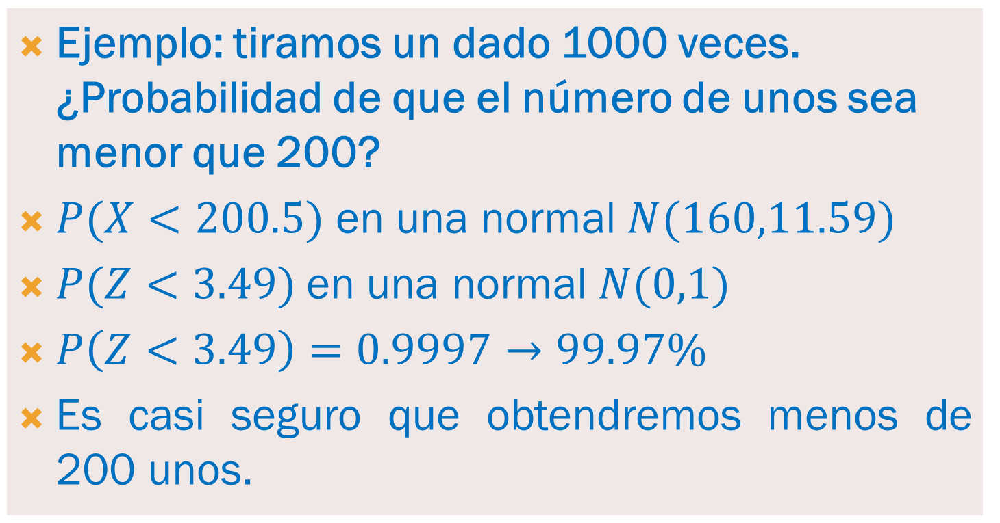 Ejemplo: tiramos un dado 1000 veces.
¿Probabilidad de que el número de unos sea
menor que 200?
P(X < 200.5) en una normal N(160,11.59)
P(Z < 3.49) en una normal N(0,1)
P(Z < 3.49) = 0.9997 → 99.97%
Es casi seguro que obtendremos menos de
200 unos.